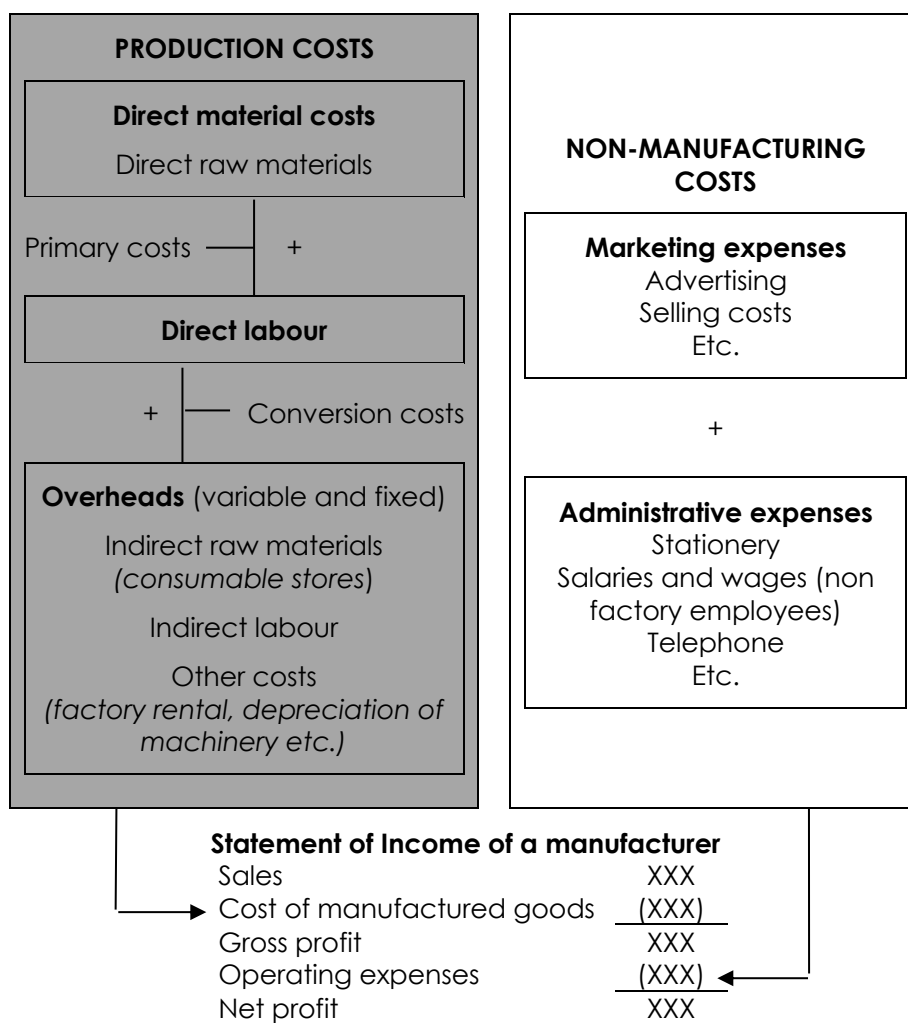 PRODUCTION COSTS
Direct material costs
Direct raw materials
Primary costs
+
Direct labour
+
Conversion costs
Overheads (variable and fixed)
Indirect raw materials
(consumable stores)
Indirect labour
Other costs
(factory rental, depreciation of
machinery etc.)
NON-MANUFACTURING
COSTS
Marketing expenses
Advertising
Selling costs
Etc.
+
Administrative expenses
Stationery
Salaries and wages (non
factory employees)
Telephone
Etc.
Statement of Income of a manufacturer
Sales XXX
Cost of manufactured goods (XXX)
Gross profit XXX
Operating expenses (XXX)
Net profit XXX